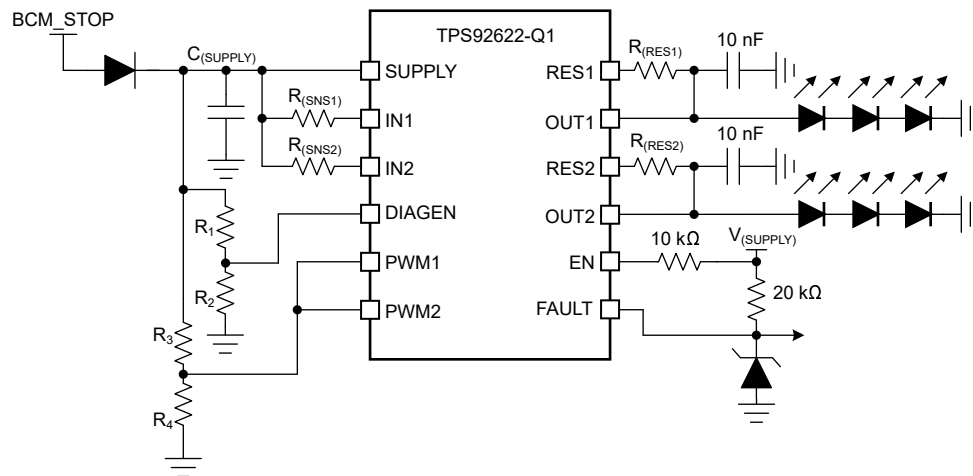 BCM_STOP
TPS92622-Q1
C(SUPPLY)
SUPPLY
R(SNS1)
IN1
R(SNS2)
IN2
DIAGEN
R1
PWM1
R2
PWM2
R3
R4
RES1
R(RES1)
10 nF
OUT1
10 nF
RES2
R(RES2)
OUT2
V(SUPPLY)
10 kΩ
EN
20 kΩ
FAULT